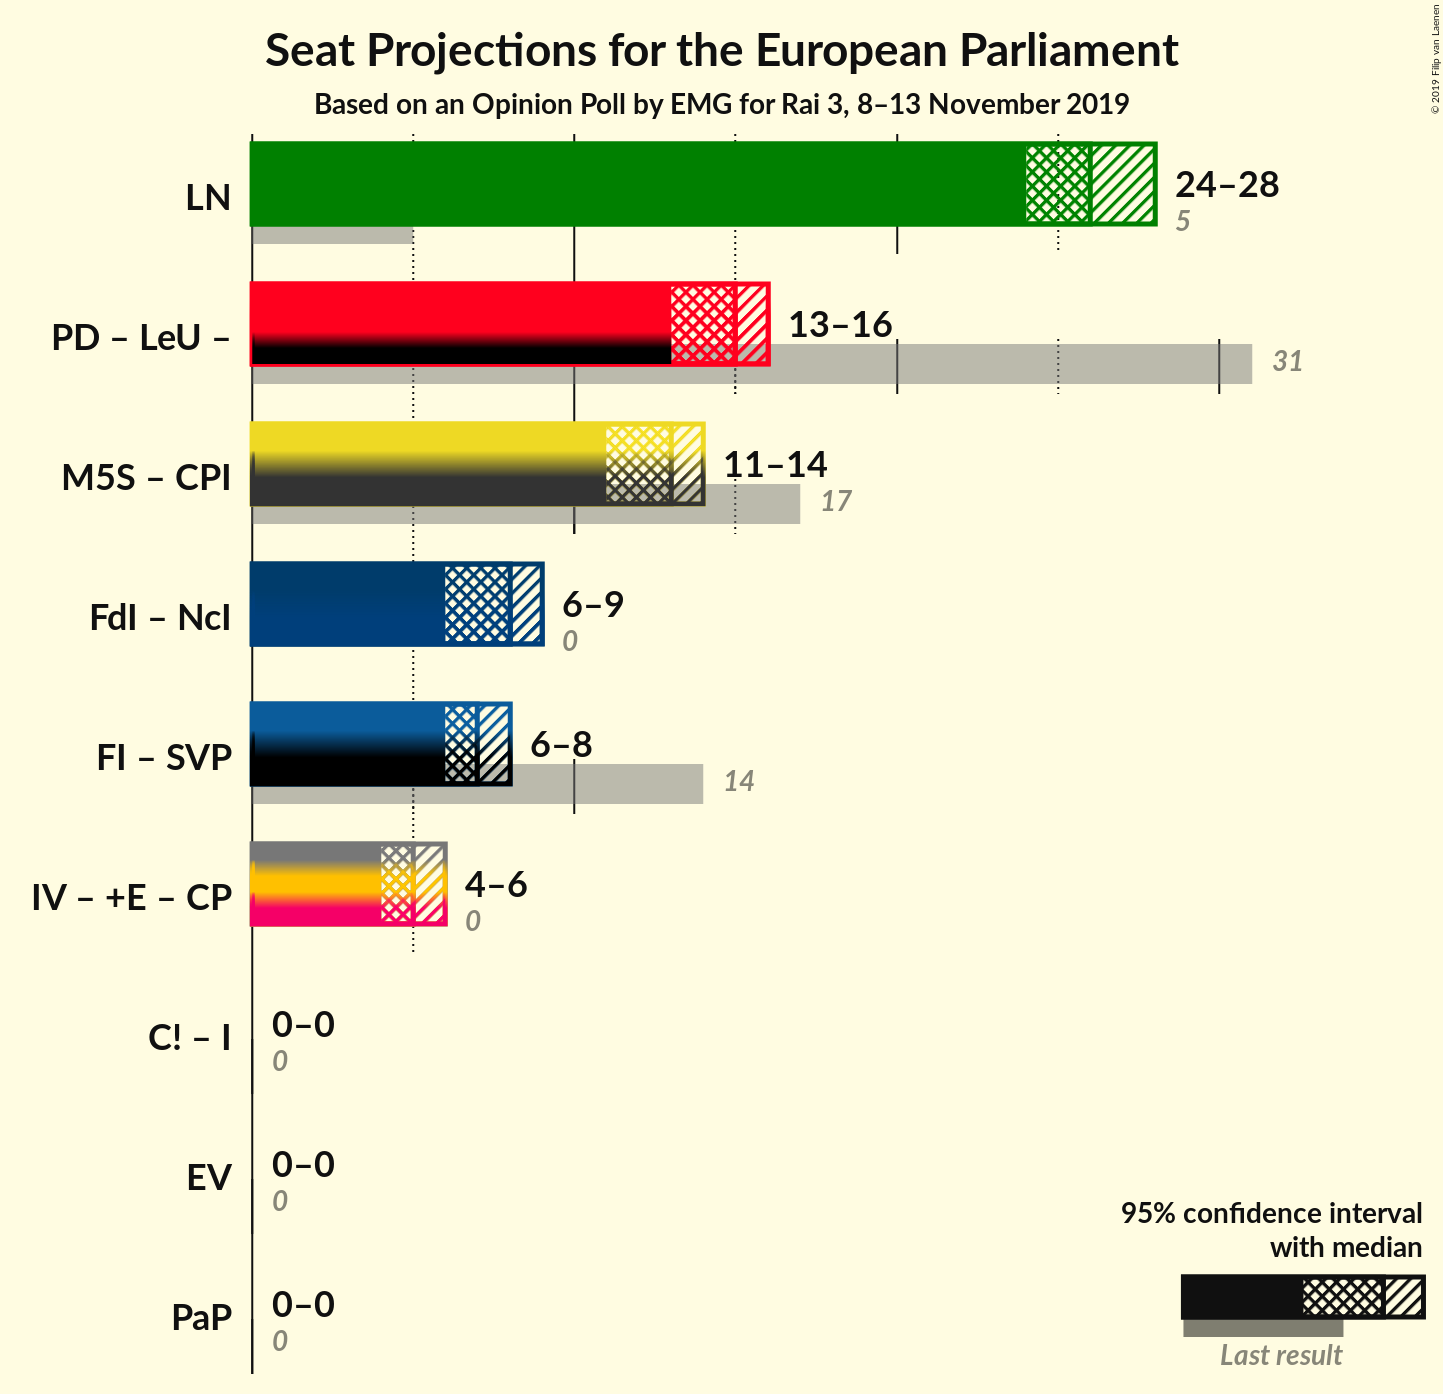 Seat Projections for the European Parliament
Based on an Opinion Poll by EMG for Rai 3, 8–13 November 2019
© 2019 Filip van Laenen
LN
24–28
5
PD – LeU –
13–16
31
M5S – CPI
11–14
17
FdI – NcI
6–9
0
FI – SVP
6–8
14
IV – +E – CP
4–6
0
C! – I
0–0
0
EV
0–0
0
PaP
0–0
0
95% confidence interval
with median
Last result